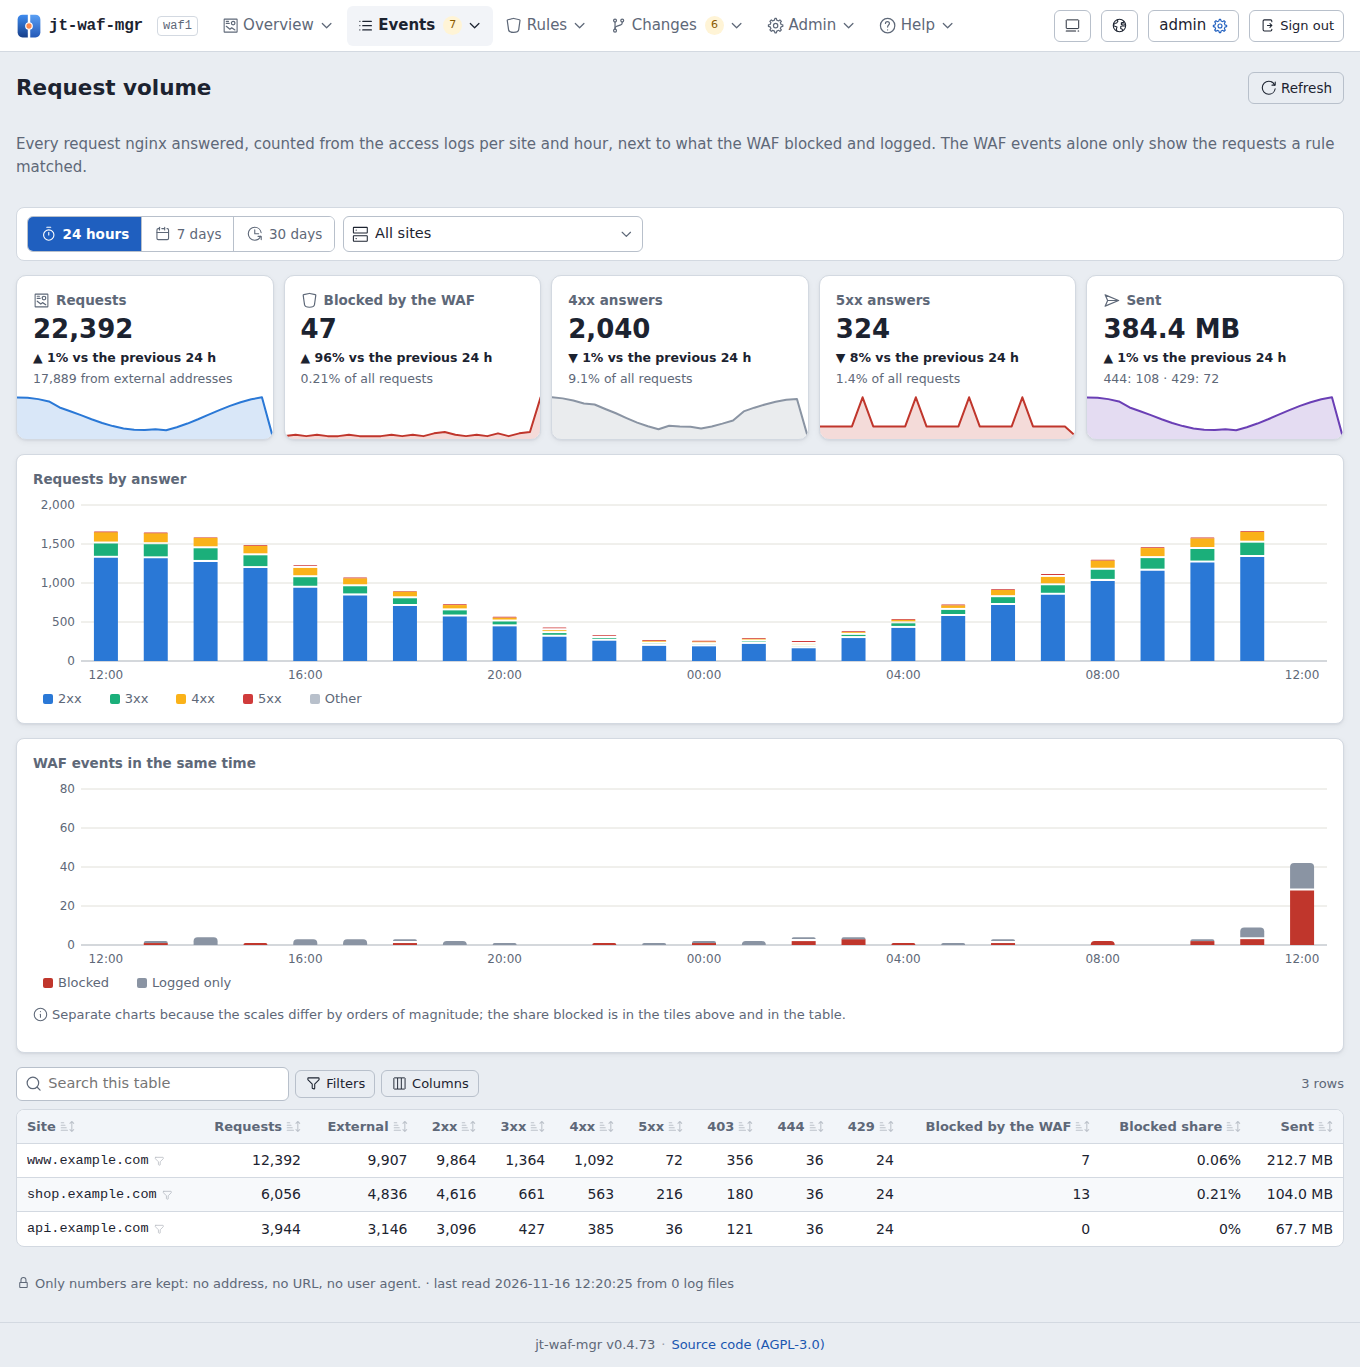 jt-waf-mgr waf1 Overview Events 7 Rules Changes 6 Admin Help admin Sign out
Request volume
Refresh
Every request nginx answered, counted from the access logs per site and hour, next to what the WAF blocked and logged. The WAF events alone only show the requests a rule
matched.
24 hours 7 days 30 days All sites
Requests
22,392
▲ 1% vs the previous 24 h
17,889 from external addresses
Blocked by the WAF
47
▲ 96% vs the previous 24 h
0.21% of all requests
4xx answers
2,040
▼ 1% vs the previous 24 h
9.1% of all requests
5xx answers
324
▼ 8% vs the previous 24 h
1.4% of all requests
Sent
384.4 MB
▲ 1% vs the previous 24 h
444: 108 · 429: 72
Requests by answer
2,000
1,500
1,000
500
0
12:00 16:00 20:00 00:00 04:00 08:00 12:00
2xx 3xx 4xx 5xx Other
WAF events in the same time
80
60
40
20
0
12:00 16:00 20:00 00:00 04:00 08:00 12:00
Blocked Logged only
Separate charts because the scales differ by orders of magnitude; the share blocked is in the tiles above and in the table.
Search this table Filters Columns 3 rows
Site Requests External 2xx 3xx 4xx 5xx 403 444 429 Blocked by the WAF Blocked share Sent
www.example.com 12,392 9,907 9,864 1,364 1,092 72 356 36 24 7 0.06% 212.7 MB
shop.example.com 6,056 4,836 4,616 661 563 216 180 36 24 13 0.21% 104.0 MB
api.example.com 3,944 3,146 3,096 427 385 36 121 36 24 0 0% 67.7 MB
Only numbers are kept: no address, no URL, no user agent. · last read 2026-11-16 12:20:25 from 0 log files
jt-waf-mgr v0.4.73 · Source code (AGPL-3.0)